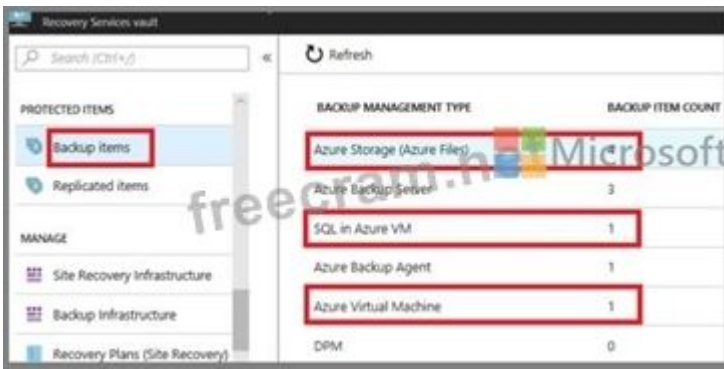 Recovery Services vault
Search (Ctrl+/)
«
Refresh
PROTECTED ITEMS
Backup items
Replicated items
MANAGE
Site Recovery Infrastructure
Backup Infrastructure
Recovery Plans (Site Recovery)
BACKUP MANAGEMENT TYPE BACKUP ITEM COUNT
Azure Storage (Azure Files)
Azure Backup Server 3
SQL in Azure VM 1
Azure Backup Agent 1
Azure Virtual Machine 1
DPM 0
Microsoft